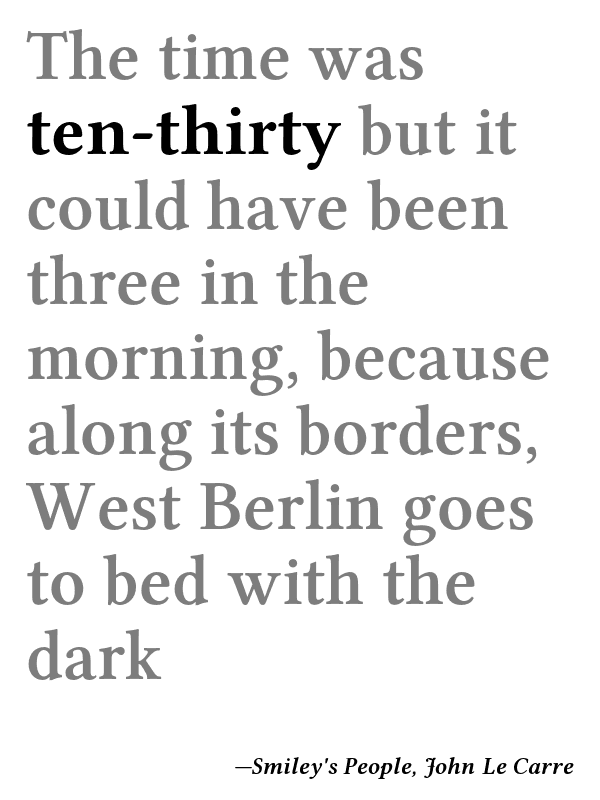 The time was
ten-thirty but it
could have been
three in the
morning, because
along its borders,
West Berlin goes
to bed with the
dark
—Smiley's People, John Le Carre